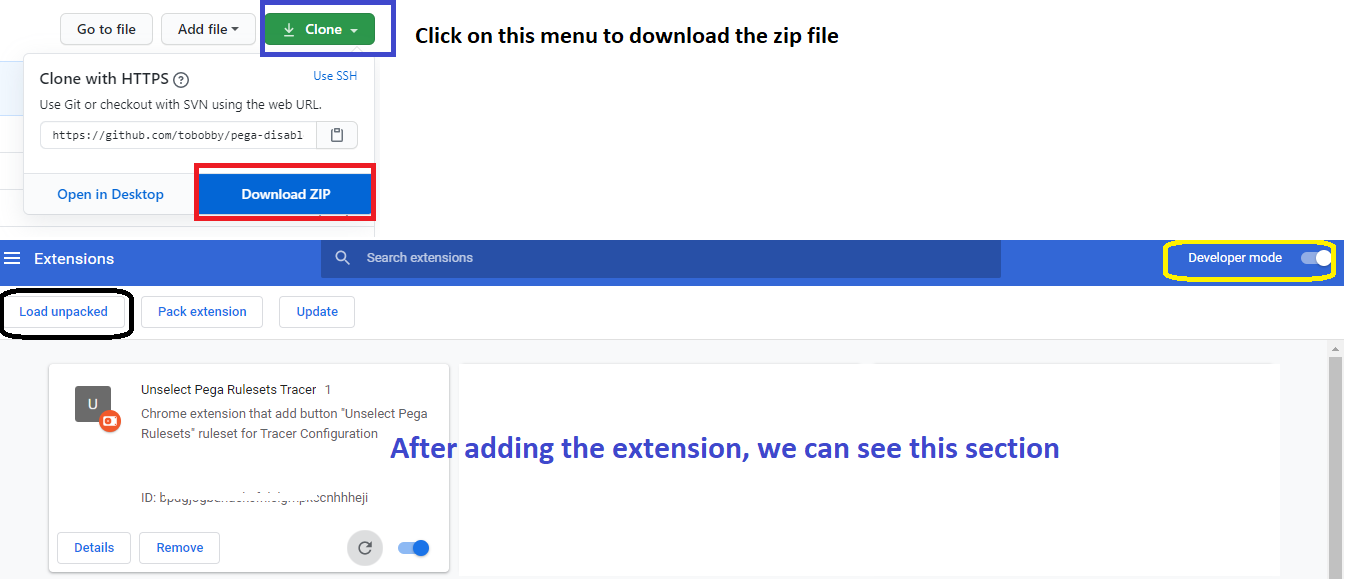 Go to file
Add file
Clone
Click on this menu to download the zip file
Clone with HTTPS ?
Use SSH
Use Git or checkout with SVN using the web URL.
https://github.com/tobobby/pega-disabl
Open in Desktop
Download ZIP
Extensions
Search extensions
Developer mode
Load unpacked
Pack extension
Update
Unselect Pega Rulesets Tracer 1
U
Chrome extension that add button "Unselect Pega
Rulesets" ruleset for Tracer Configuration
After adding the extension, we can see this section
ID:
Details
Remove